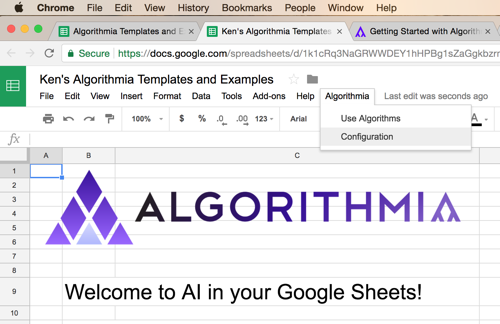 Chrome File Edit View History Bookmarks People Window Help
Algorithmia Templates and E
Ken's Algorithmia Templates
Getting Started with Algorith
Secure https://docs.google.com/spreadsheets/d/1k1cRq3NaGRWWDEY1hHPBg1sZaGgkbzrr
Ken's Algorithmia Templates and Examples
File Edit View Insert Format Data Tools Add-ons Help Algorithmia Last edit was seconds ago
100% $ % .0 .00 123 Arial A
Use Algorithms
Configuration
fx
A B C
1
2
3
4
5
6
7
8
9
10
ALGORITHMIA
Welcome to AI in your Google Sheets!